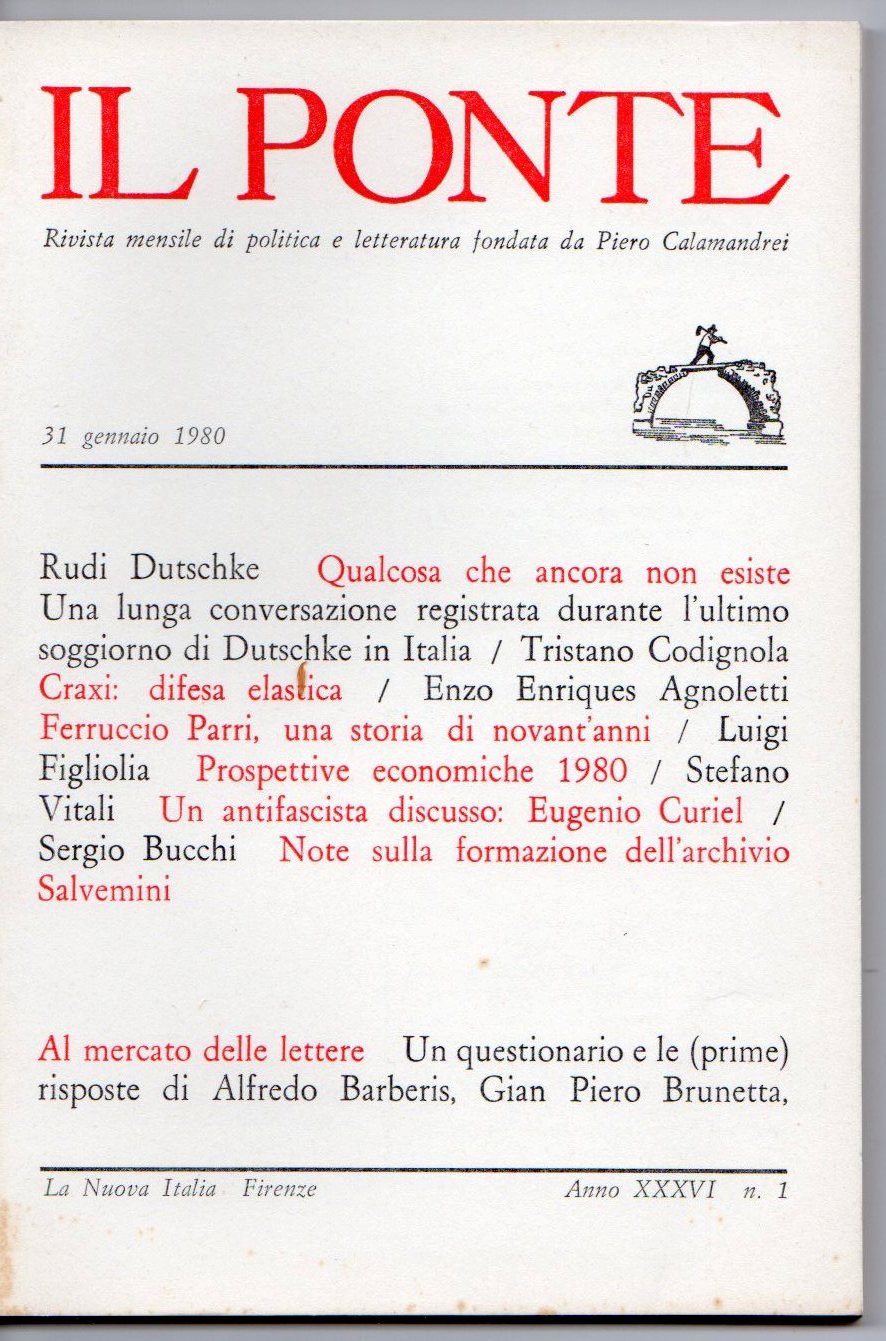 IL PONTE
Rivista mensile di politica e letteratura fondata da Piero Calamandrei
31 gennaio 1980
Rudi Dutschke Qualcosa che ancora non esiste
Una lunga conversazione registrata durante l'ultimo
soggiorno di Dutschke in Italia / Tristano Codignola
Craxi: difesa elastica / Enzo Enriques Agnoletti
Ferruccio Parri, una storia di novant'anni / Luigi
Figliolia Prospettive economiche 1980 / Stefano
Vitali Un antifascista discusso: Eugenio Curiel /
Sergio Bucchi Note sulla formazione dell'archivio
Salvemini
Al mercato delle lettere Un questionario e le (prime)
risposte di Alfredo Barberis, Gian Piero Brunetta,
La Nuova Italia Firenze Anno XXXVI n. 1